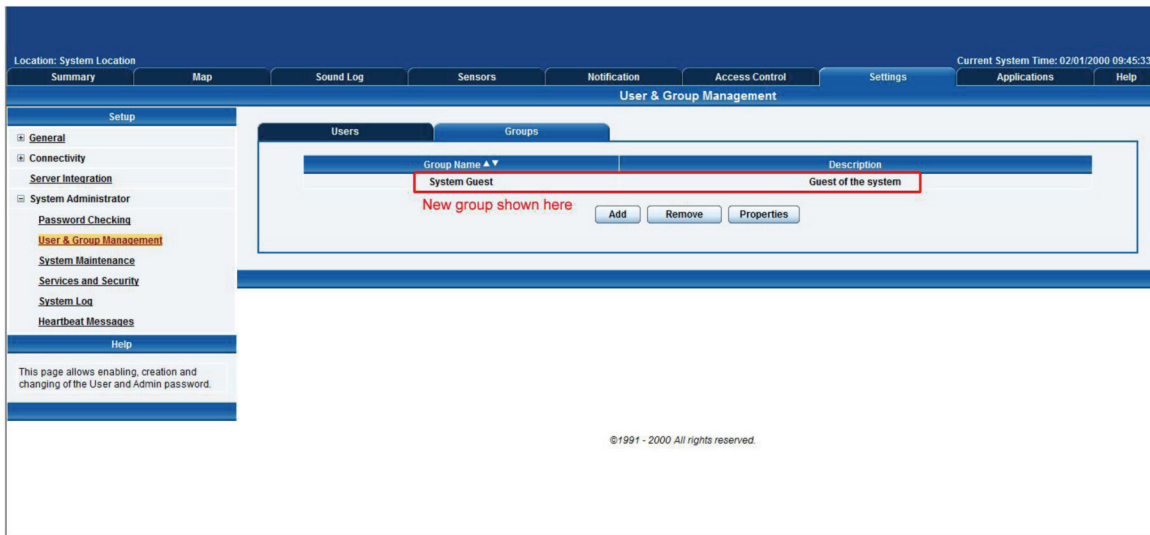 Location: System Location
Current System Time: 02/01/2000 09:45:33
Summary Map Sound Log Sensors Notification Access Control Settings Applications Help
User & Group Management
Setup
General
Connectivity
Server Integration
System Administrator
Password Checking
User & Group Management
System Maintenance
Services and Security
System Log
Heartbeat Messages
Help
This page allows enabling, creation and
changing of the User and Admin password.
Users Groups
Group Name ▲▼ Description
System Guest Guest of the system
New group shown here
Add Remove Properties
©1991 - 2000 All rights reserved.